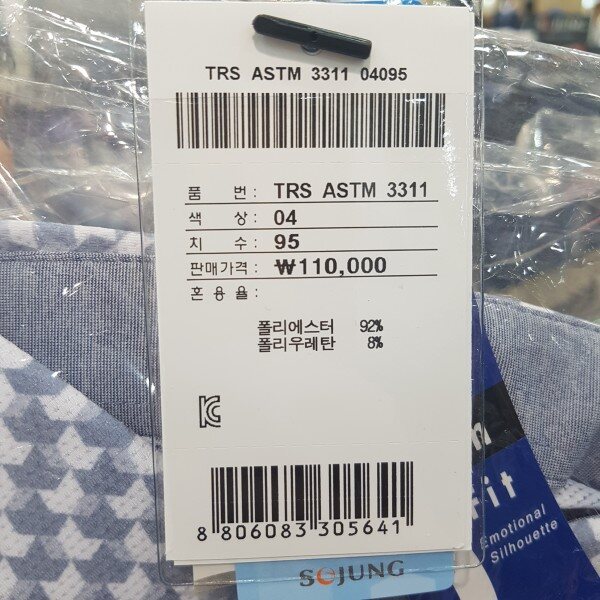 TRS ASTM 3311 04095
품 번 : TRS ASTM 3311
색 상 : 04
치 수 : 95
판매가격 : ₩110,000
혼 용 율 :
폴리에스터 92%
폴리우레탄 8%
8 806083 305641
Fit
Emotional
Silhouette
SOJUNG